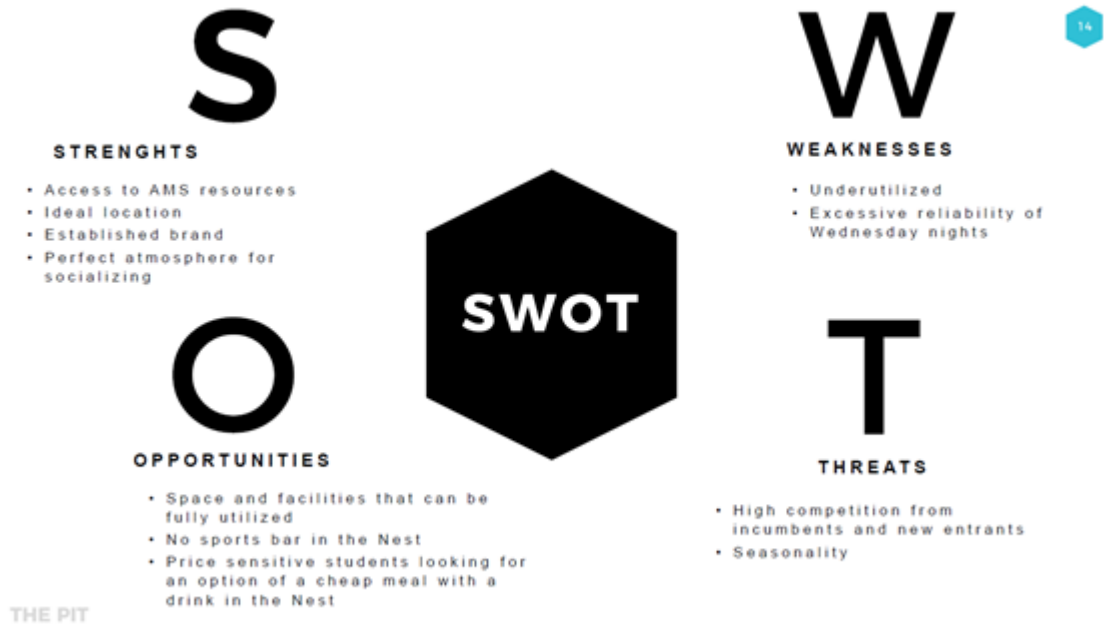 S
STRENGHTS
• Access to AMS resources
• Ideal location
• Established brand
• Perfect atmosphere for
socializing
W
14
WEAKNESSES
• Underutilized
• Excessive reliability of
Wednesday nights
SWOT
O
OPPORTUNITIES
• Space and facilities that can be
fully utilized
• No sports bar in the Nest
• Price sensitive students looking for
an option of a cheap meal with a
drink in the Nest
T
THREATS
• High competition from
incumbents and new entrants
• Seasonality
THE PIT